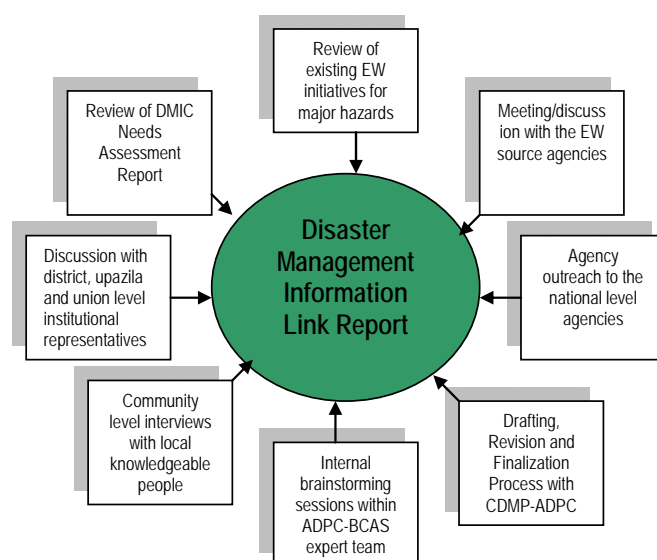 Review of
existing EW
initiatives for
major hazards
Review of DMIC
Needs
Assessment
Report
Meeting/discuss
ion with the EW
source agencies
Disaster
Management
Information
Link Report
Discussion with
district, upazila
and union level
institutional
representatives
Agency
outreach to the
national level
agencies
Community
level interviews
with local
knowledgeable
people
Internal
brainstorming
sessions within
ADPC-BCAS
expert team
Drafting,
Revision and
Finalization
Process with
CDMP-ADPC